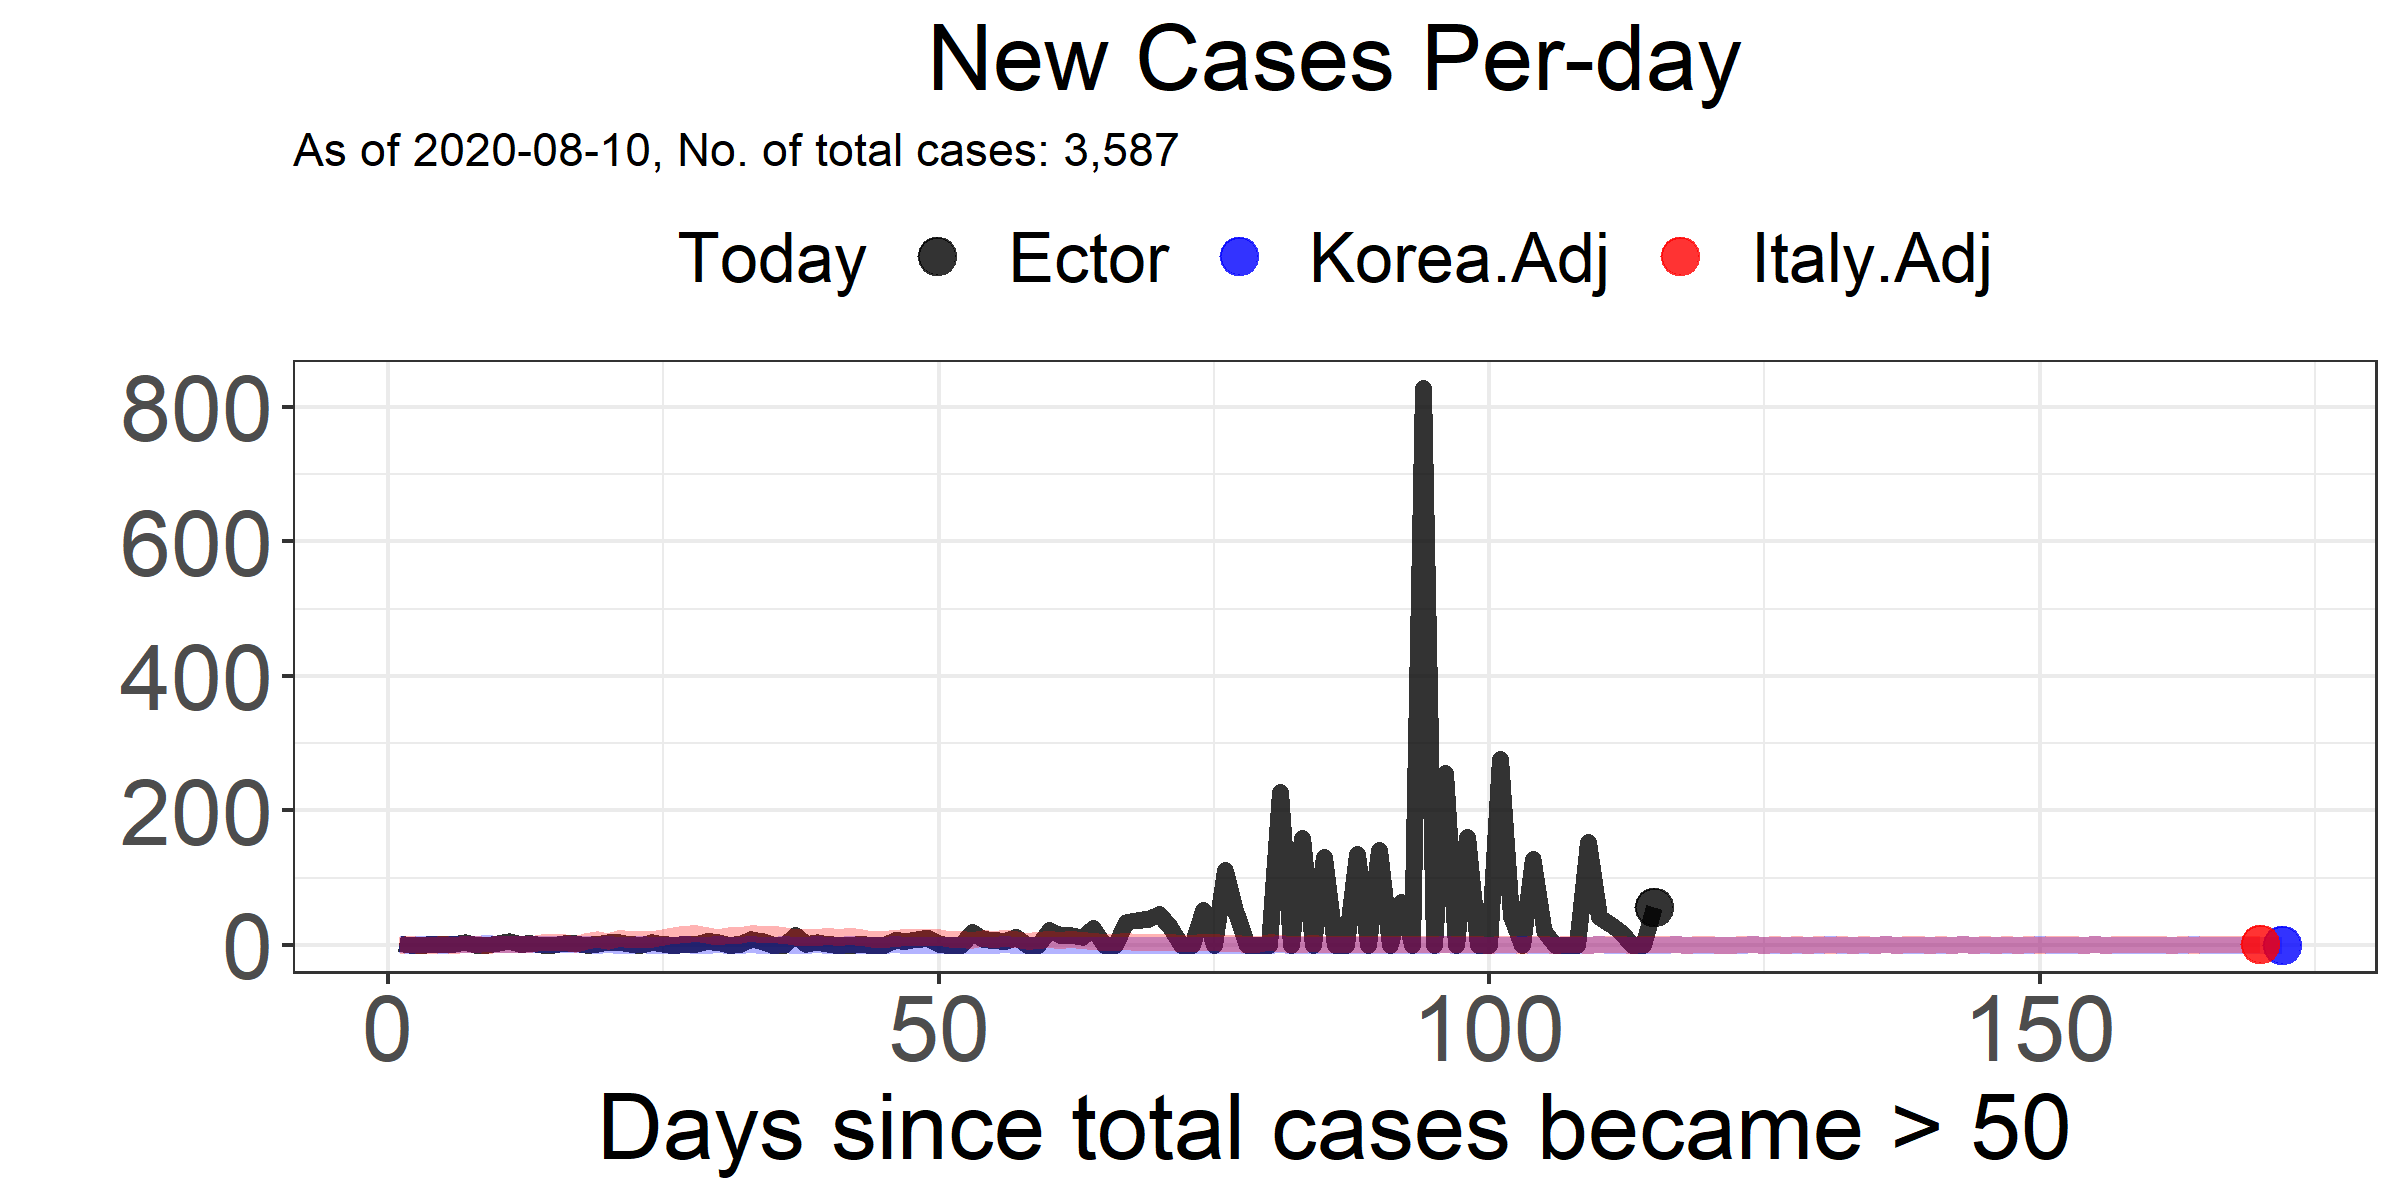 New Cases Per-day
As of 2020-08-10, No. of total cases: 3,587
Today Ector Korea.Adj Italy.Adj
800
600
400
200
0
0 50 100 150
Days since total cases became > 50